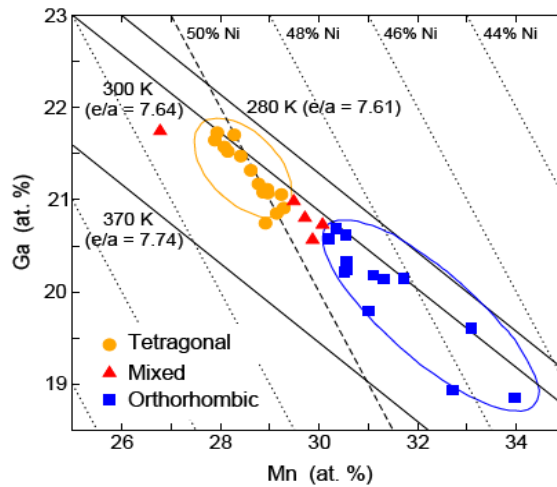 23
50% Ni 48% Ni 46% Ni 44% Ni
300 K
(e/a = 7.64)
280 K (e/a = 7.61)
22
370 K
(e/a = 7.74)
21
Ga (at. %)
20
Tetragonal
Mixed
19
Orthorhombic
26 28 30 32 34
Mn (at. %)